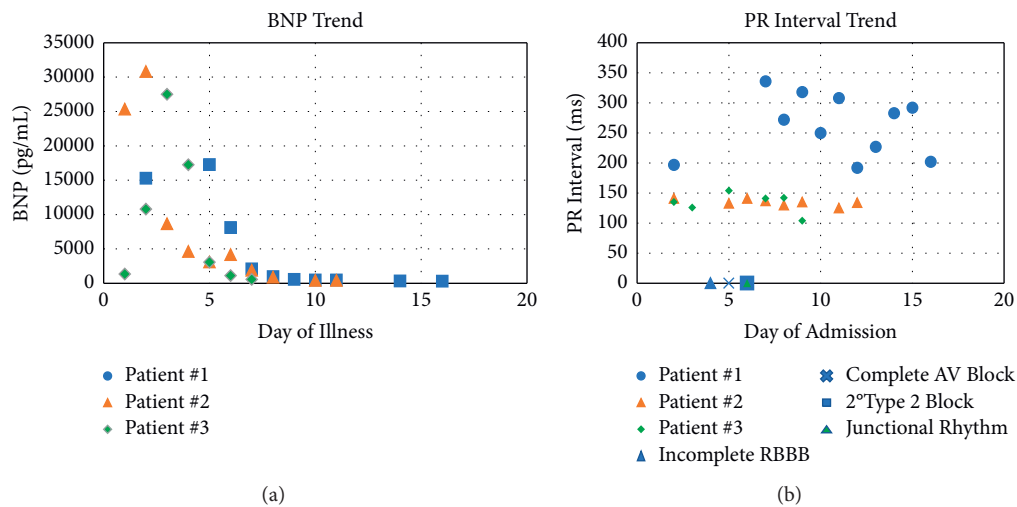 BNP Trend
35000
30000
25000
20000
15000
10000
5000
0
BNP (pg/mL)
0 5 10 15 20
Day of Illness
Patient #1
Patient #2
Patient #3
(a)
PR Interval Trend
400
350
300
250
200
150
100
50
0
PR Interval (ms)
0 5 10 15 20
Day of Admission
Patient #1
Patient #2
Patient #3
Incomplete RBBB
Complete AV Block
2°Type 2 Block
Junctional Rhythm
(b)